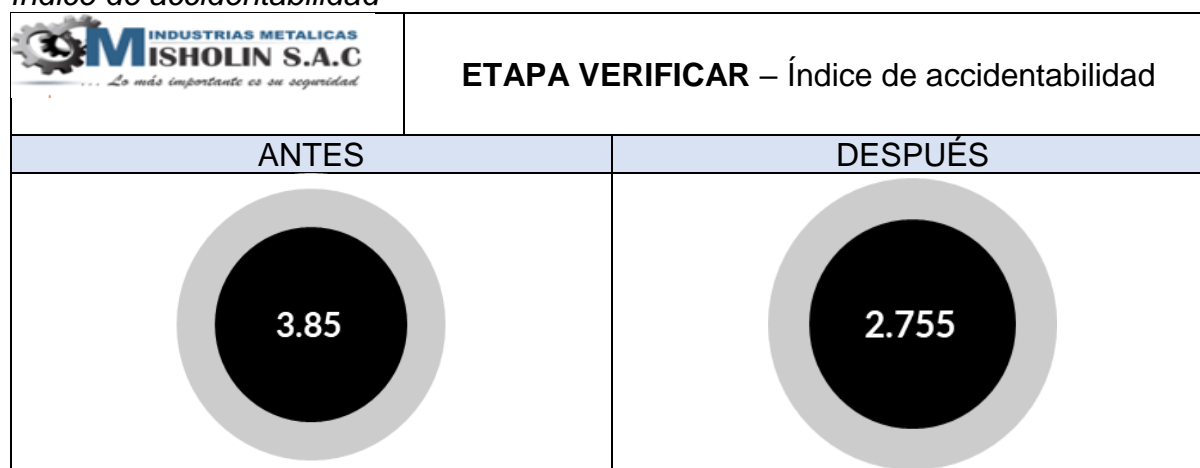 Índice de accidentabilidad
INDUSTRIAS METALICAS
MISHOLIN S.A.C
... Lo más importante es su seguridad
ETAPA VERIFICAR – Índice de accidentabilidad
ANTES
DESPUÉS
3.85
2.755